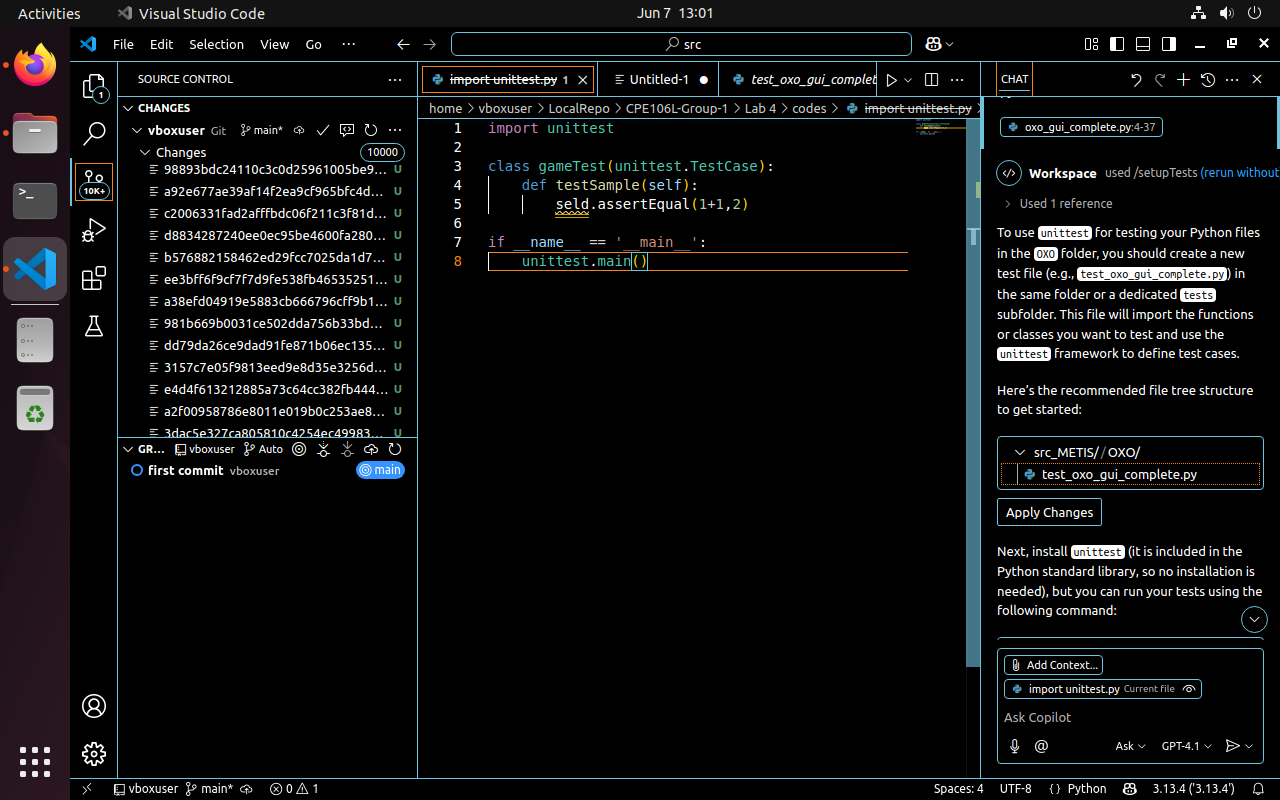 Activities
Visual Studio Code
Jun 7 13:01
File Edit Selection View Go ···
src
SOURCE CONTROL
CHANGES
vboxuser Git main*
Changes 10000
98893bdc24110c3c0d25961005be9... U
a92e677ae39af14f2ea9cf965bfc4d... U
c2006331fad2afffbdc06f211c3f81d... U
d8834287240ee0ec95be4600fa280... U
b576882158462ed29fcc7025da1d7... U
ee3bff6f9cf7f7d9fe538fb46535251... U
a38efd04919e5883cb666796cff9b1... U
981b669b0031ce502dda756b33bd... U
dd79da26ce9dad91fe871b06ec135... U
3157c7e05f9813eed9e8d35e3256d... U
e4d4f613212885a73c64cc382fb444... U
a2f00958786e8011e019b0c253ae8... U
3dac5e327ca805810c4254ec49983... U
GR... vboxuser Auto
first commit vboxuser main
1
10K+
import unittest.py 1
Untitled-1
test_oxo_gui_complet
home > vboxuser > LocalRepo > CPE106L-Group-1 > Lab 4 > codes > import unittest.py
1 import unittest
2
3 class gameTest(unittest.TestCase):
4 def testSample(self):
5 seld.assertEqual(1+1,2)
6
7 if __name__ == '__main__':
8 unittest.main()
CHAT
oxo_gui_complete.py:4-37
Workspace used /setupTests (rerun without
Used 1 reference
To use unittest for testing your Python files
in the OXO folder, you should create a new
test file (e.g., test_oxo_gui_complete.py) in
the same folder or a dedicated tests
subfolder. This file will import the functions
or classes you want to test and use the
unittest framework to define test cases.
Here's the recommended file tree structure
to get started:
src_METIS//OXO/
test_oxo_gui_complete.py
Apply Changes
Next, install unittest (it is included in the
Python standard library, so no installation is
needed), but you can run your tests using the
following command:
Add Context...
import unittest.py Current file
Ask Copilot
@ Ask GPT-4.1
vboxuser main* 0 1
Spaces: 4 UTF-8 {} Python 3.13.4 ('3.13.4')